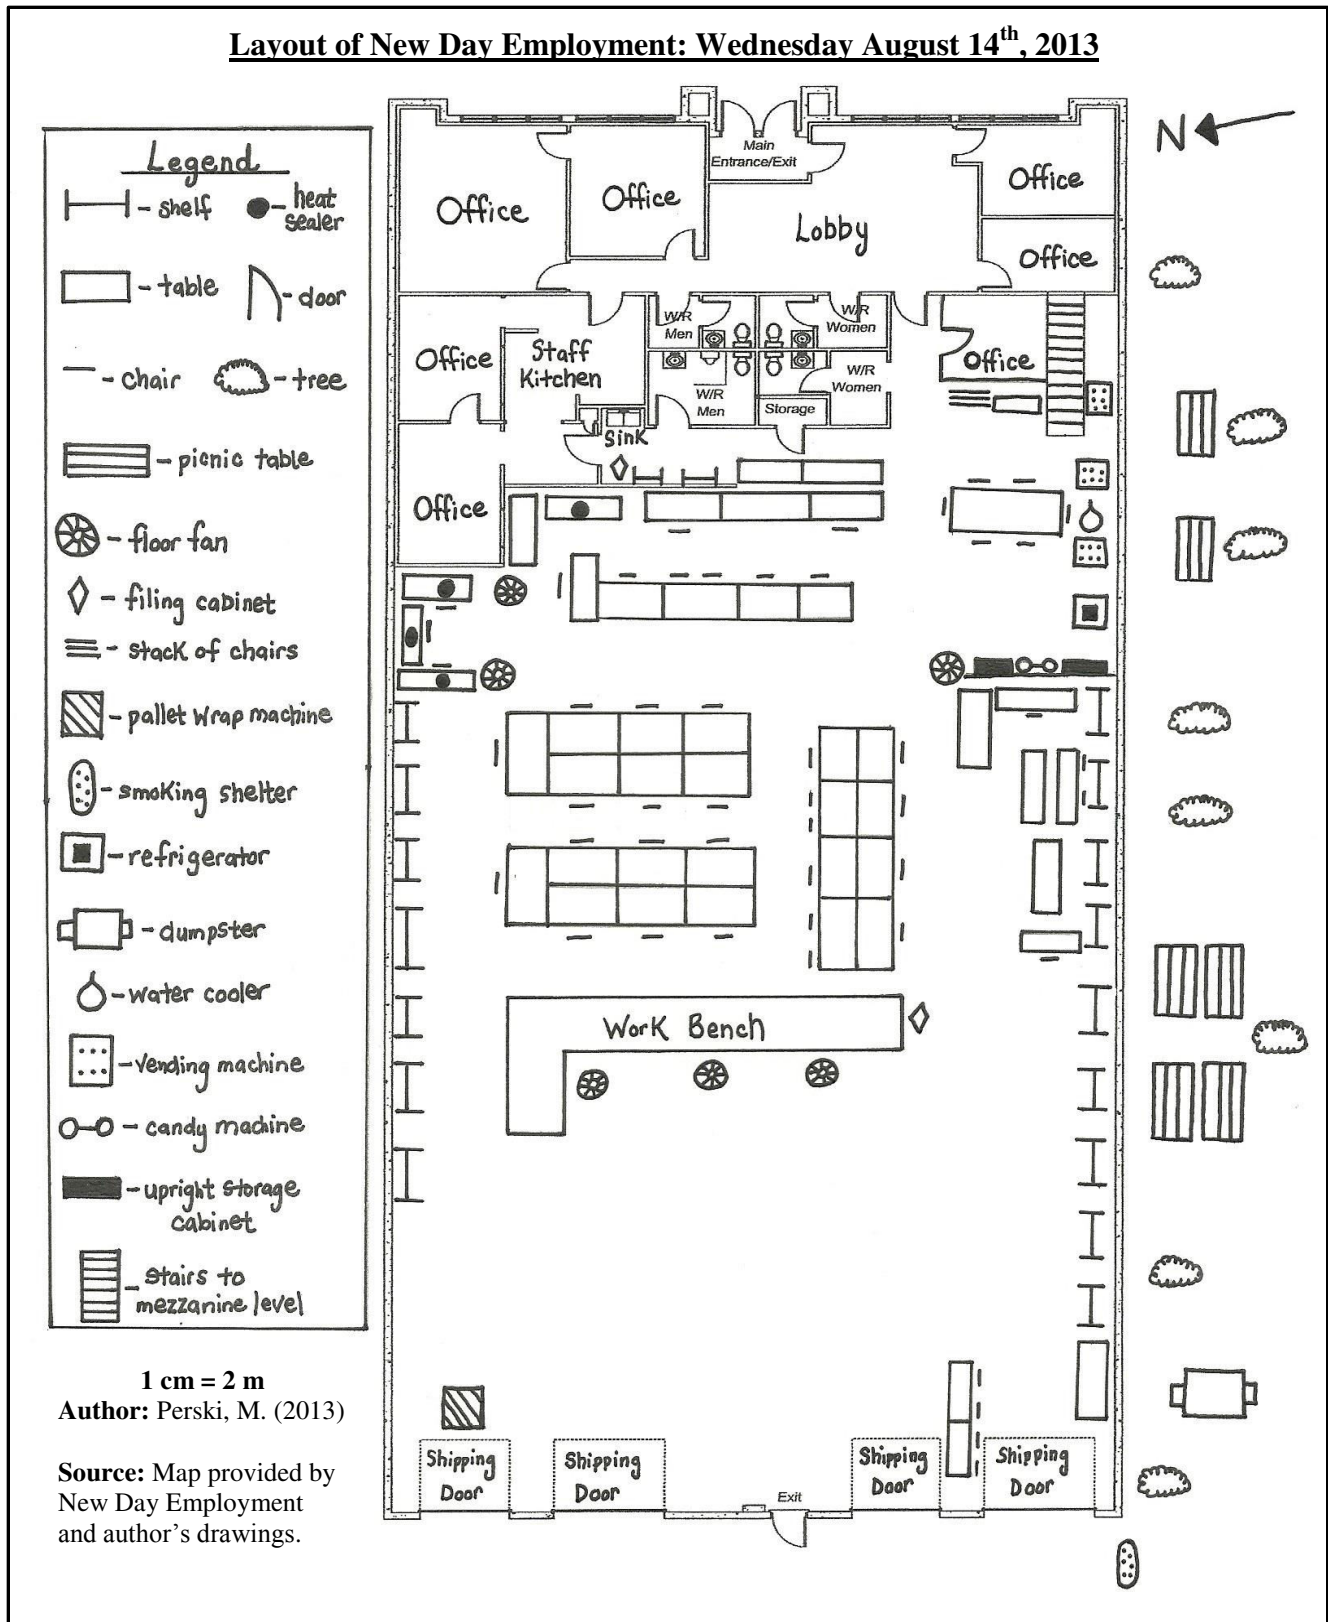 Layout of New Day Employment: Wednesday August 14th, 2013
N
Legend
- shelf
- heat
sealer
- table
- door
- chair
- tree
- picnic table
- floor fan
- filing cabinet
- stack of chairs
- pallet wrap machine
- smoking shelter
- refrigerator
- dumpster
- water cooler
- vending machine
- candy machine
- upright storage
cabinet
- stairs to
mezzanine level
1 cm = 2 m
Author: Perski, M. (2013)
Source: Map provided by
New Day Employment
and author's drawings.
Main
Entrance/Exit
Office
Office
Lobby
Office
Office
W/R
Men
W/R
Women
Office
Staff
Kitchen
Office
W/R
Men
Storage
W/R
Women
Sink
Office
Work Bench
Shipping
Door
Shipping
Door
Exit
Shipping
Door
Shipping
Door